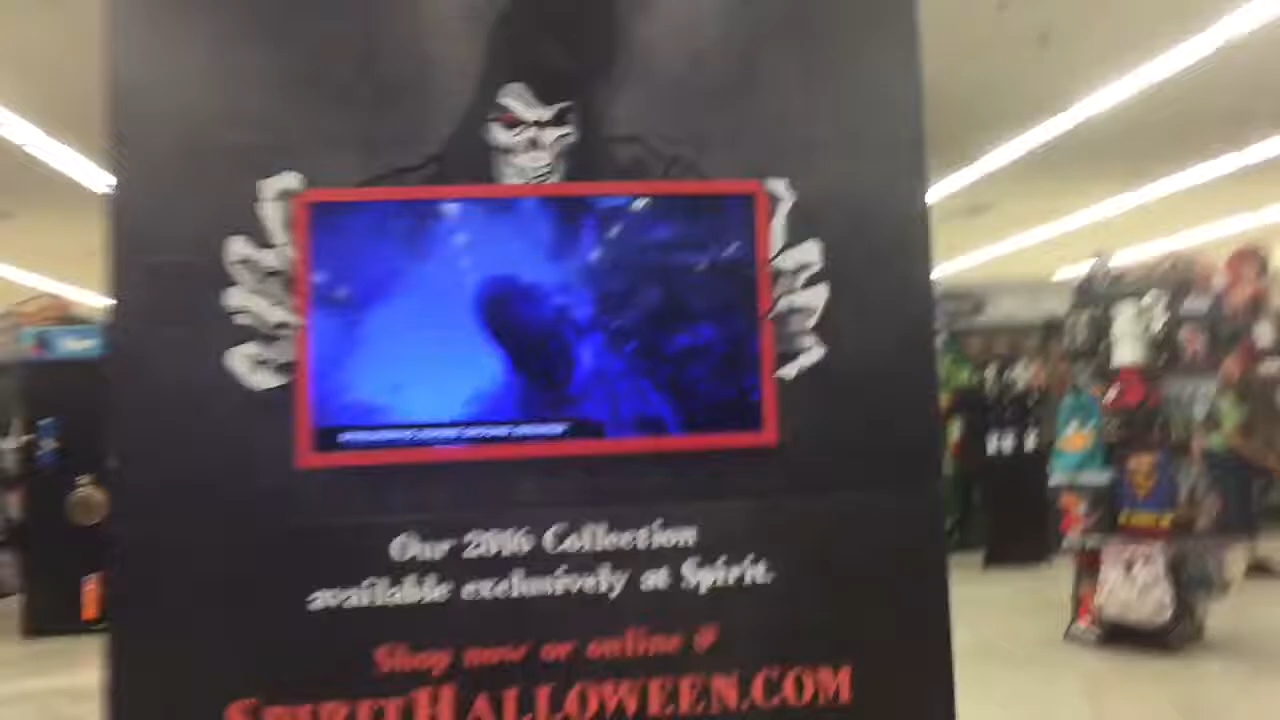 Our 2016 Collection
available exclusively at Spirit.
Shop now or online @
SPIRITHALLOWEEN.COM